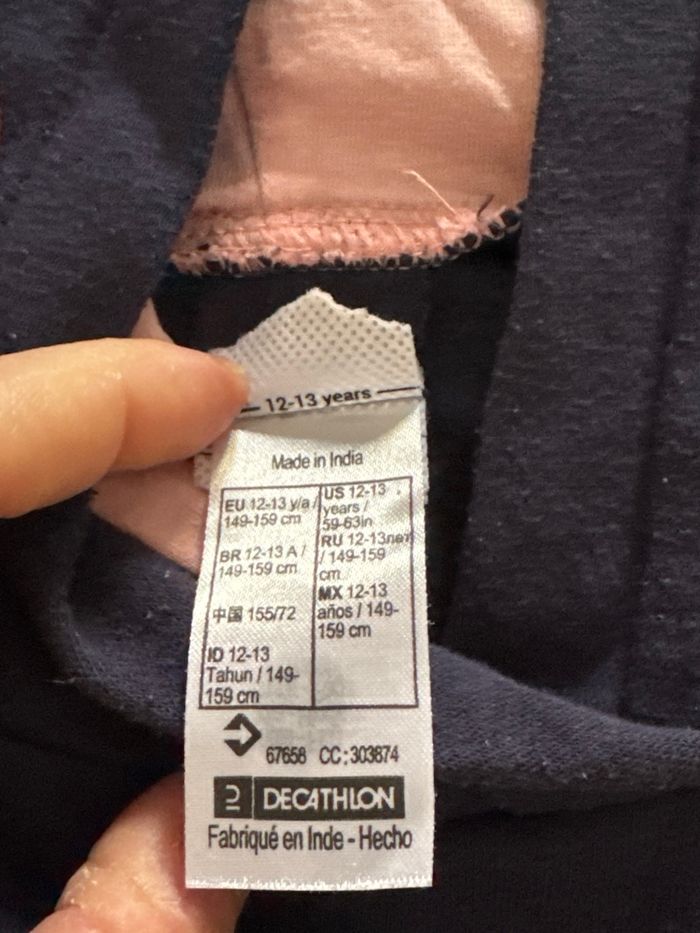 12-13 years
Made in India
EU 12-13 y/a /
149-159 cm
BR 12-13 A /
149-159 cm
中国 155/72
ID 12-13
Tahun / 149-
159 cm
US 12-13
years /
59-63in
RU 12-13лет
/ 149-159
cm
MX 12-13
años / 149-
159 cm
67658 CC:303874
DECATHLON
Fabriqué en Inde - Hecho